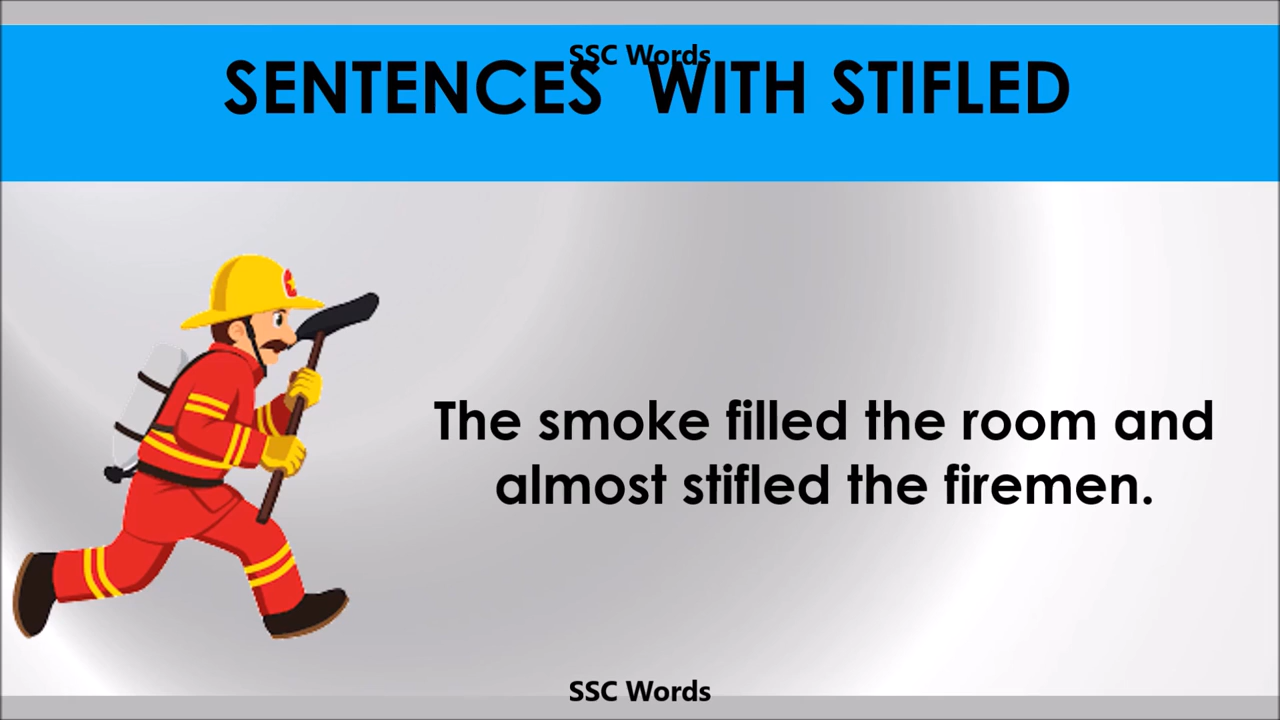 SSC Words
SENTENCES WITH STIFLED
The smoke filled the room and
almost stifled the firemen.
SSC Words